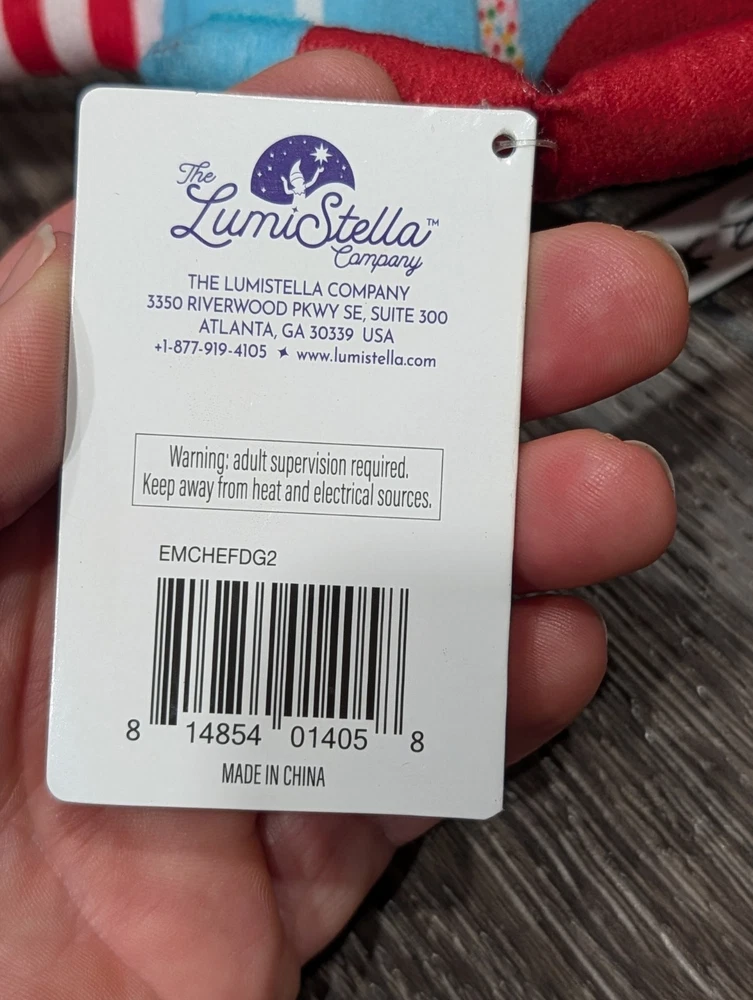 The
LumiStella™
Company
THE LUMISTELLA COMPANY
3350 RIVERWOOD PKWY SE, SUITE 300
ATLANTA, GA 30339 USA
+1-877-919-4105 ✦ www.lumistella.com
Warning: adult supervision required.
Keep away from heat and electrical sources.
EMCHEFDG2
8 14854 01405 8
MADE IN CHINA